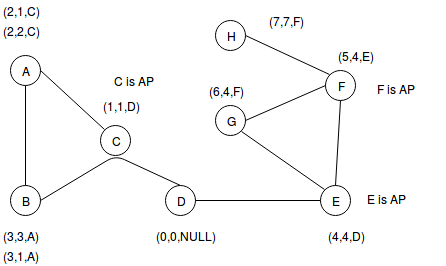 (2,1,C)
(2,2,C)
A
C is AP
(1,1,D)
C
B
(3,3,A)
(3,1,A)
D
(0,0,NULL)
H
(7,7,F)
(5,4,E)
F
F is AP
(6,4,F)
G
E
E is AP
(4,4,D)